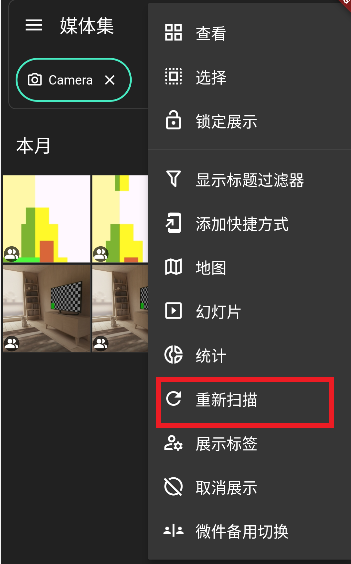 媒体集
Camera
本月
查看
选择
锁定展示
显示标题过滤器
添加快捷方式
地图
幻灯片
统计
重新扫描
展示标签
取消展示
微件备用切换